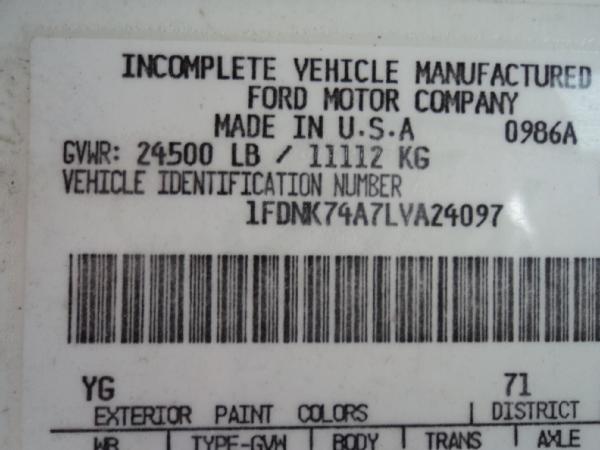 INCOMPLETE VEHICLE MANUFACTURED
FORD MOTOR COMPANY
MADE IN U.S.A 0986A
GVWR: 24500 LB / 11112 KG
VEHICLE IDENTIFICATION NUMBER
1FDNK74A7LVA24097
YG 71
EXTERIOR PAINT COLORS | DISTRICT
WB | TYPE-GVW | BODY | TRANS | AXLE